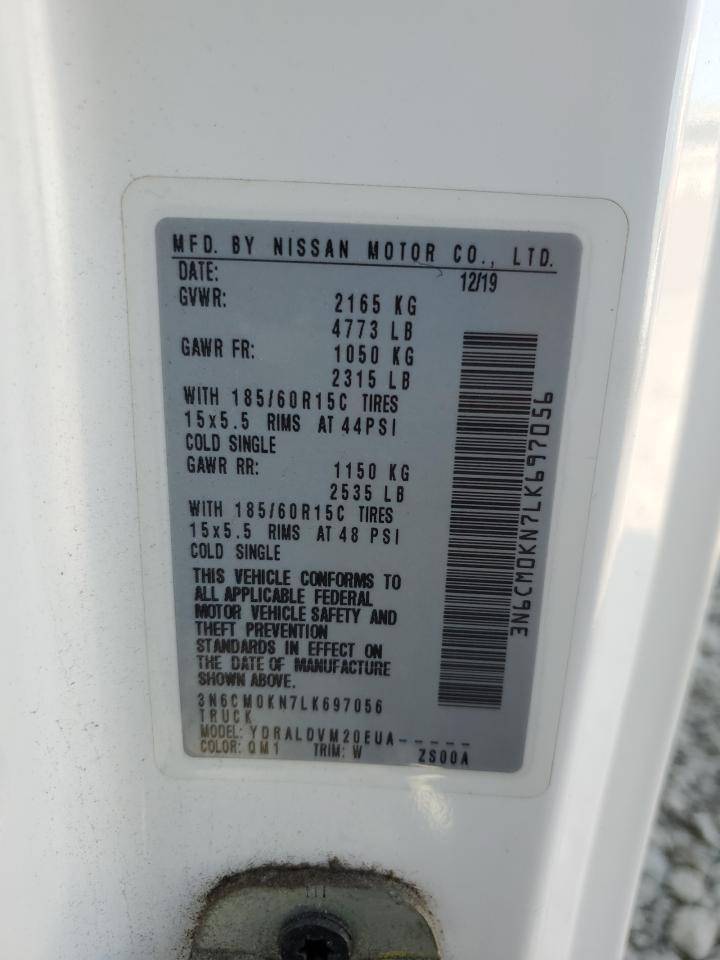 MFD. BY NISSAN MOTOR CO., LTD.
DATE: 12/19
GVWR: 2165 KG
4773 LB
GAWR FR: 1050 KG
2315 LB
WITH 185/60R15C TIRES
15x5.5 RIMS AT 44PSI
COLD SINGLE
GAWR RR: 1150 KG
2535 LB
WITH 185/60R15C TIRES
15x5.5 RIMS AT 48 PSI
COLD SINGLE
THIS VEHICLE CONFORMS TO
ALL APPLICABLE FEDERAL
MOTOR VEHICLE SAFETY AND
THEFT PREVENTION
STANDARDS IN EFFECT ON
THE DATE OF MANUFACTURE
SHOWN ABOVE.
3N6CM0KN7LK697056
TRUCK
MODEL: YDRALDVM20EUA-----
COLOR: QM1 TRIM: W ZS00A
3N6CM0KN7LK697056